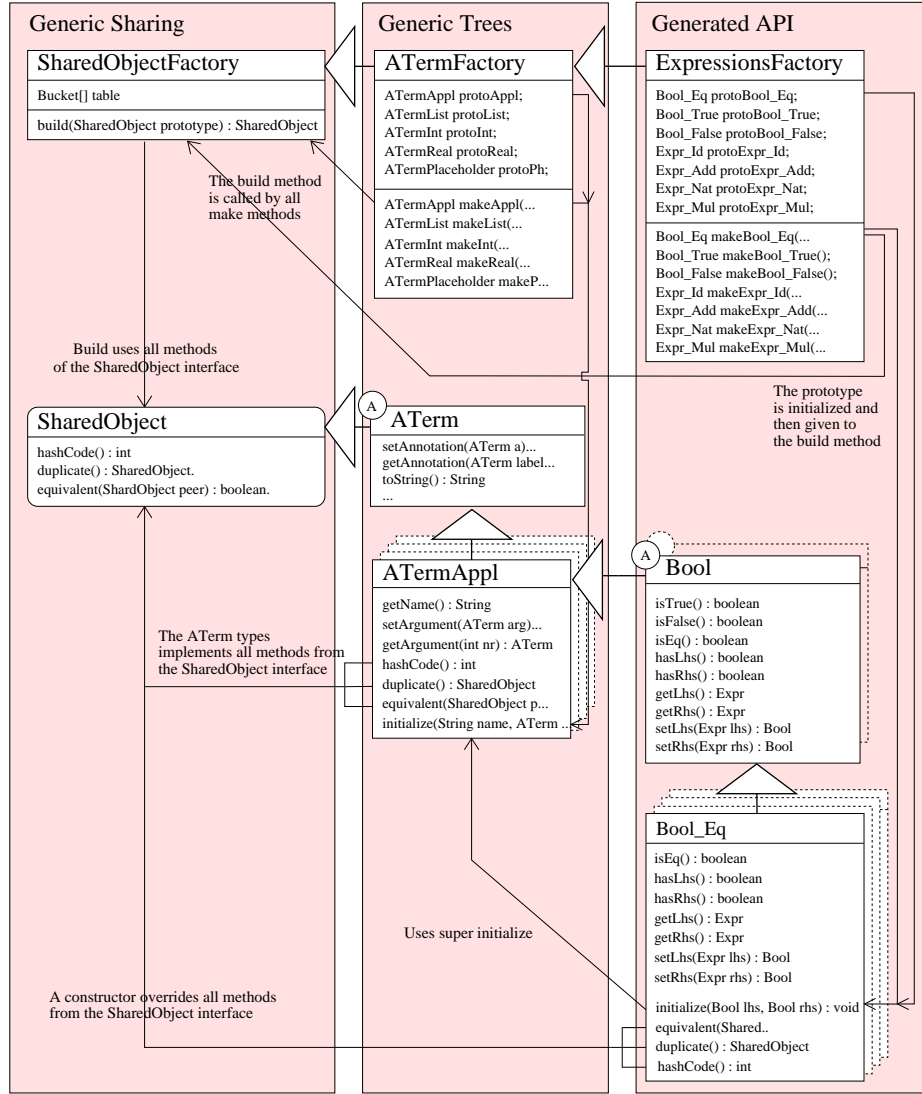 Generic Sharing
SharedObjectFactory
Bucket[] table
build(SharedObject prototype) : SharedObject
The build method
is called by all
make methods
Build uses all methods
of the SharedObject interface
SharedObject
hashCode() : int
duplicate() : SharedObject.
equivalent(ShardObject peer) : boolean.
The ATerm types
implements all methods from
the SharedObject interface
A constructor overrides all methods
from the SharedObject interface
Generic Trees
ATermFactory
ATermAppl protoAppl;
ATermList protoList;
ATermInt protoInt;
ATermReal protoReal;
ATermPlaceholder protoPh;
ATermAppl makeAppl(...
ATermList makeList(...
ATermInt makeInt(...
ATermReal makeReal(...
ATermPlaceholder makeP...
A
ATerm
setAnnotation(ATerm a)...
getAnnotation(ATerm label...
toString() : String
...
ATermAppl
getName() : String
setArgument(ATerm arg)...
getArgument(int nr) : ATerm
hashCode() : int
duplicate() : SharedObject
equivalent(SharedObject p...
initialize(String name, ATerm ...
Uses super initialize
Generated API
ExpressionsFactory
Bool_Eq protoBool_Eq;
Bool_True protoBool_True;
Bool_False protoBool_False;
Expr_Id protoExpr_Id;
Expr_Add protoExpr_Add;
Expr_Nat protoExpr_Nat;
Expr_Mul protoExpr_Mul;
Bool_Eq makeBool_Eq(...
Bool_True makeBool_True();
Bool_False makeBool_False();
Expr_Id makeExpr_Id(...
Expr_Add makeExpr_Add(...
Expr_Nat makeExpr_Nat(...
Expr_Mul makeExpr_Mul(...
The prototype
is initialized and
then given to
the build method
A
Bool
isTrue() : boolean
isFalse() : boolean
isEq() : boolean
hasLhs() : boolean
hasRhs() : boolean
getLhs() : Expr
getRhs() : Expr
setLhs(Expr lhs) : Bool
setRhs(Expr rhs) : Bool
Bool_Eq
isEq() : boolean
hasLhs() : boolean
hasRhs() : boolean
getLhs() : Expr
getRhs() : Expr
setLhs(Expr lhs) : Bool
setRhs(Expr rhs) : Bool
initialize(Bool lhs, Bool rhs) : void
equivalent(Shared..
duplicate() : SharedObject
hashCode() : int